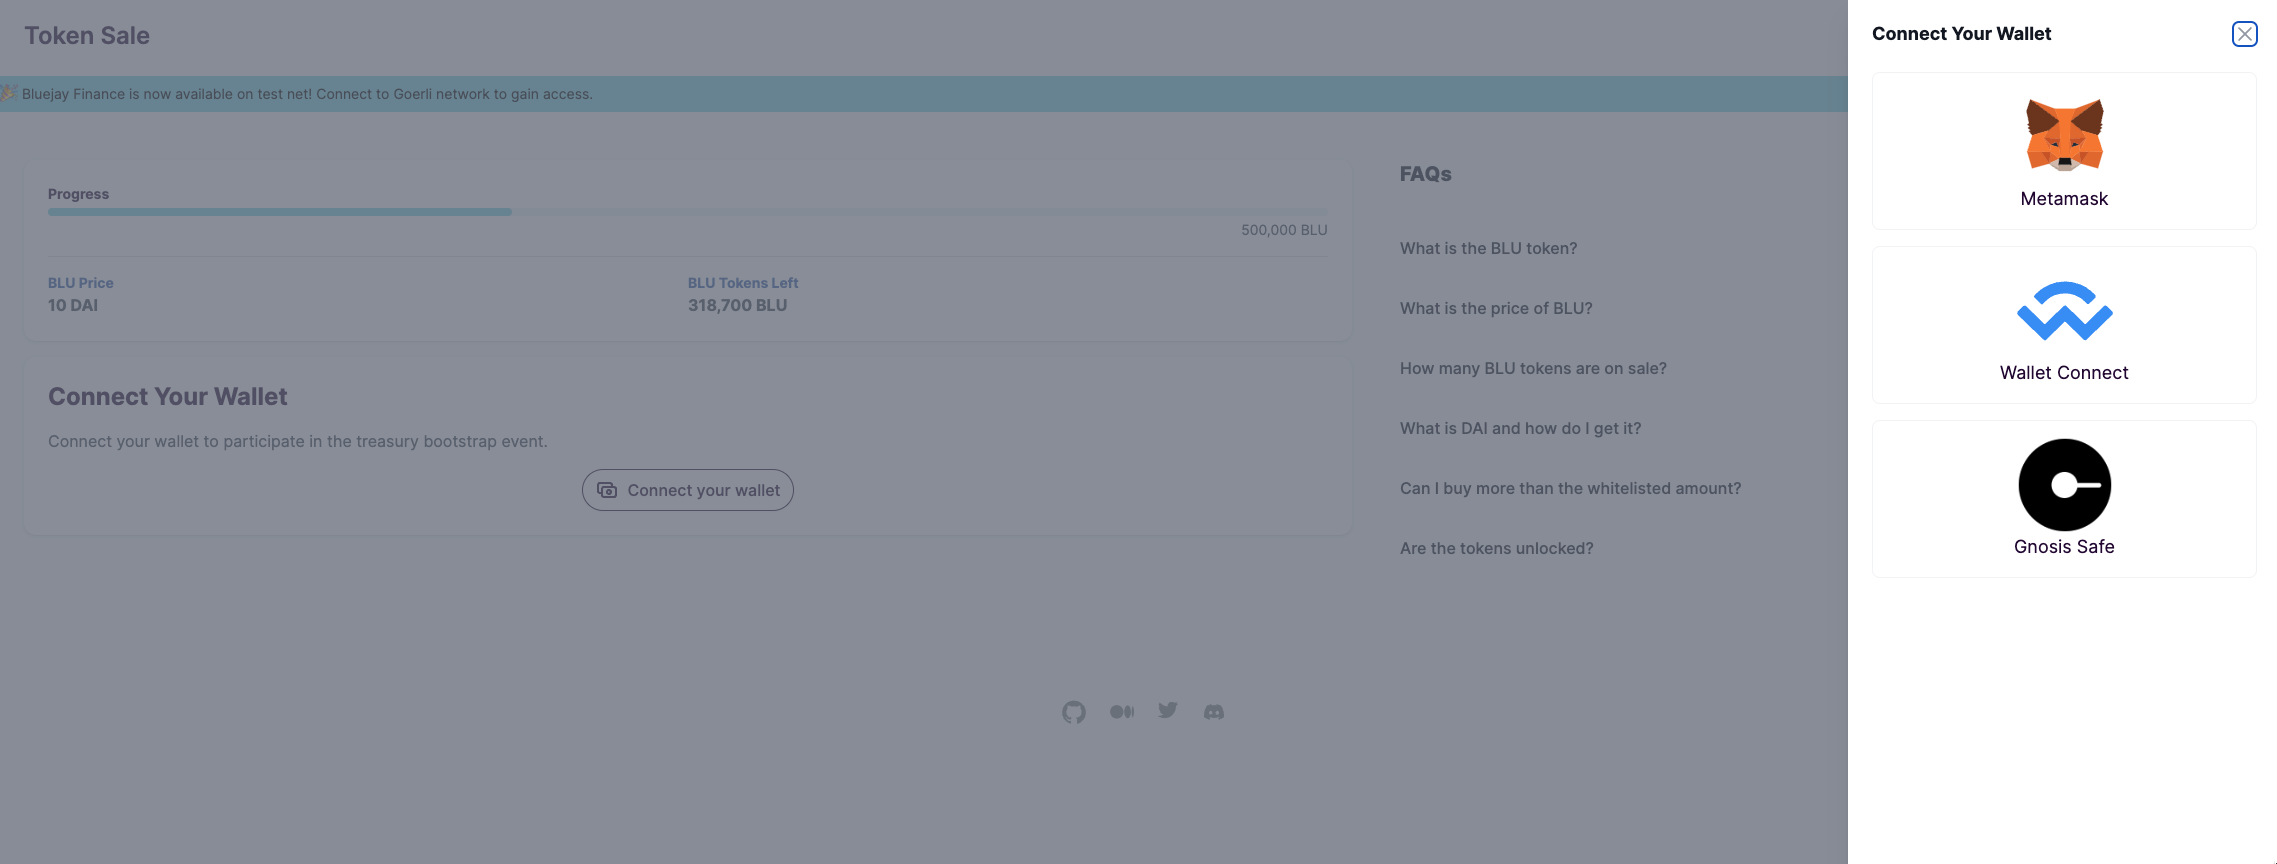 Token Sale
Bluejay Finance is now available on test net! Connect to Goerli network to gain access.
Progress
500,000 BLU
BLU Price
10 DAI
BLU Tokens Left
318,700 BLU
Connect Your Wallet
Connect your wallet to participate in the treasury bootstrap event.
Connect your wallet
FAQs
What is the BLU token?
What is the price of BLU?
How many BLU tokens are on sale?
What is DAI and how do I get it?
Can I buy more than the whitelisted amount?
Are the tokens unlocked?
Connect Your Wallet
Metamask
Wallet Connect
Gnosis Safe